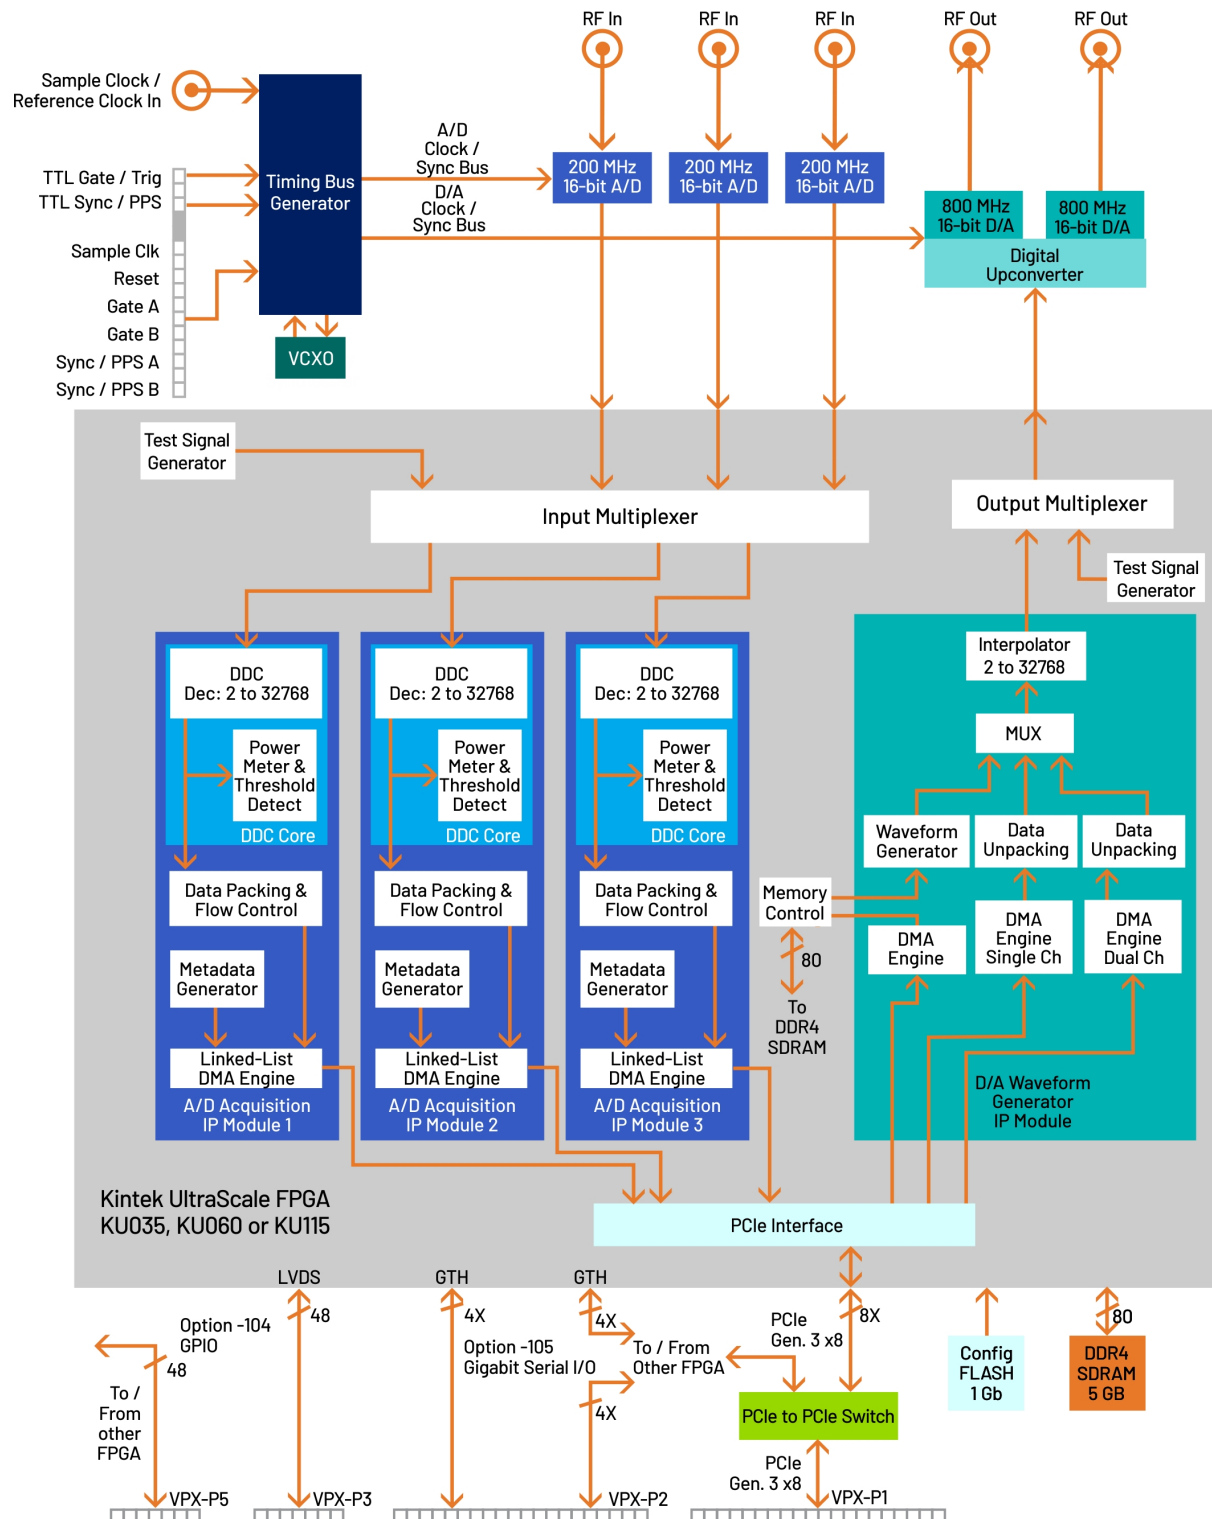 RF In
RF In
RF In
RF Out
RF Out
Sample Clock /
Reference Clock In
TTL Gate / Trig
TTL Sync / PPS
Sample Clk
Reset
Gate A
Gate B
Sync / PPS A
Sync / PPS B
Timing Bus
Generator
VCXO
A/D
Clock /
Sync Bus
D/A
Clock /
Sync Bus
200 MHz
16-bit A/D
200 MHz
16-bit A/D
200 MHz
16-bit A/D
800 MHz
16-bit D/A
800 MHz
16-bit D/A
Digital
Upconverter
Test Signal
Generator
Input Multiplexer
Output Multiplexer
Test Signal
Generator
DDC
Dec: 2 to 32768
Power
Meter &
Threshold
Detect
DDC Core
Data Packing &
Flow Control
Metadata
Generator
Linked-List
DMA Engine
A/D Acquisition
IP Module 1
DDC
Dec: 2 to 32768
Power
Meter &
Threshold
Detect
DDC Core
Data Packing &
Flow Control
Metadata
Generator
Linked-List
DMA Engine
A/D Acquisition
IP Module 2
DDC
Dec: 2 to 32768
Power
Meter &
Threshold
Detect
DDC Core
Data Packing &
Flow Control
Metadata
Generator
Linked-List
DMA Engine
A/D Acquisition
IP Module 3
Memory
Control
80
To
DDR4
SDRAM
Interpolator
2 to 32768
MUX
Waveform
Generator
Data
Unpacking
Data
Unpacking
DMA
Engine
DMA
Engine
Single Ch
DMA
Engine
Dual Ch
D/A Waveform
Generator
IP Module
Kintek UltraScale FPGA
KU035, KU060 or KU115
PCIe Interface
LVDS
GTH
GTH
48
4X
4X
8X
80
Option -104
GPIO
48
To /
From
other
FPGA
Option -105
Gigabit Serial I/O
To / From
Other FPGA
4X
PCIe
Gen. 3 x8
PCIe to PCIe Switch
PCIe
Gen. 3 x8
Config
FLASH
1 Gb
DDR4
SDRAM
5 GB
VPX-P5
VPX-P3
VPX-P2
VPX-P1